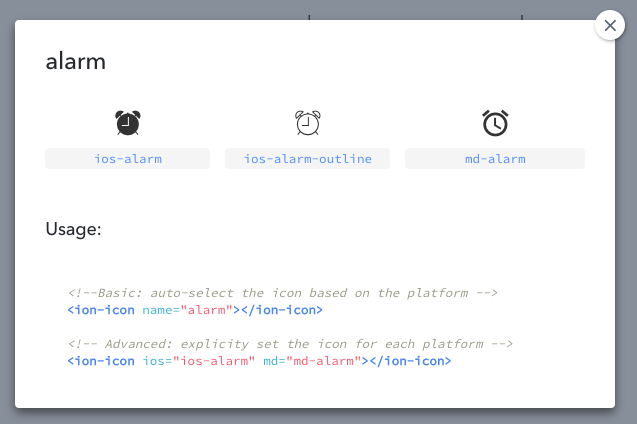 alarm
ios-alarm ios-alarm-outline md-alarm
Usage:
<!--Basic: auto-select the icon based on the platform -->
<ion-icon name="alarm"></ion-icon>
<!-- Advanced: explicity set the icon for each platform -->
<ion-icon ios="ios-alarm" md="md-alarm"></ion-icon>